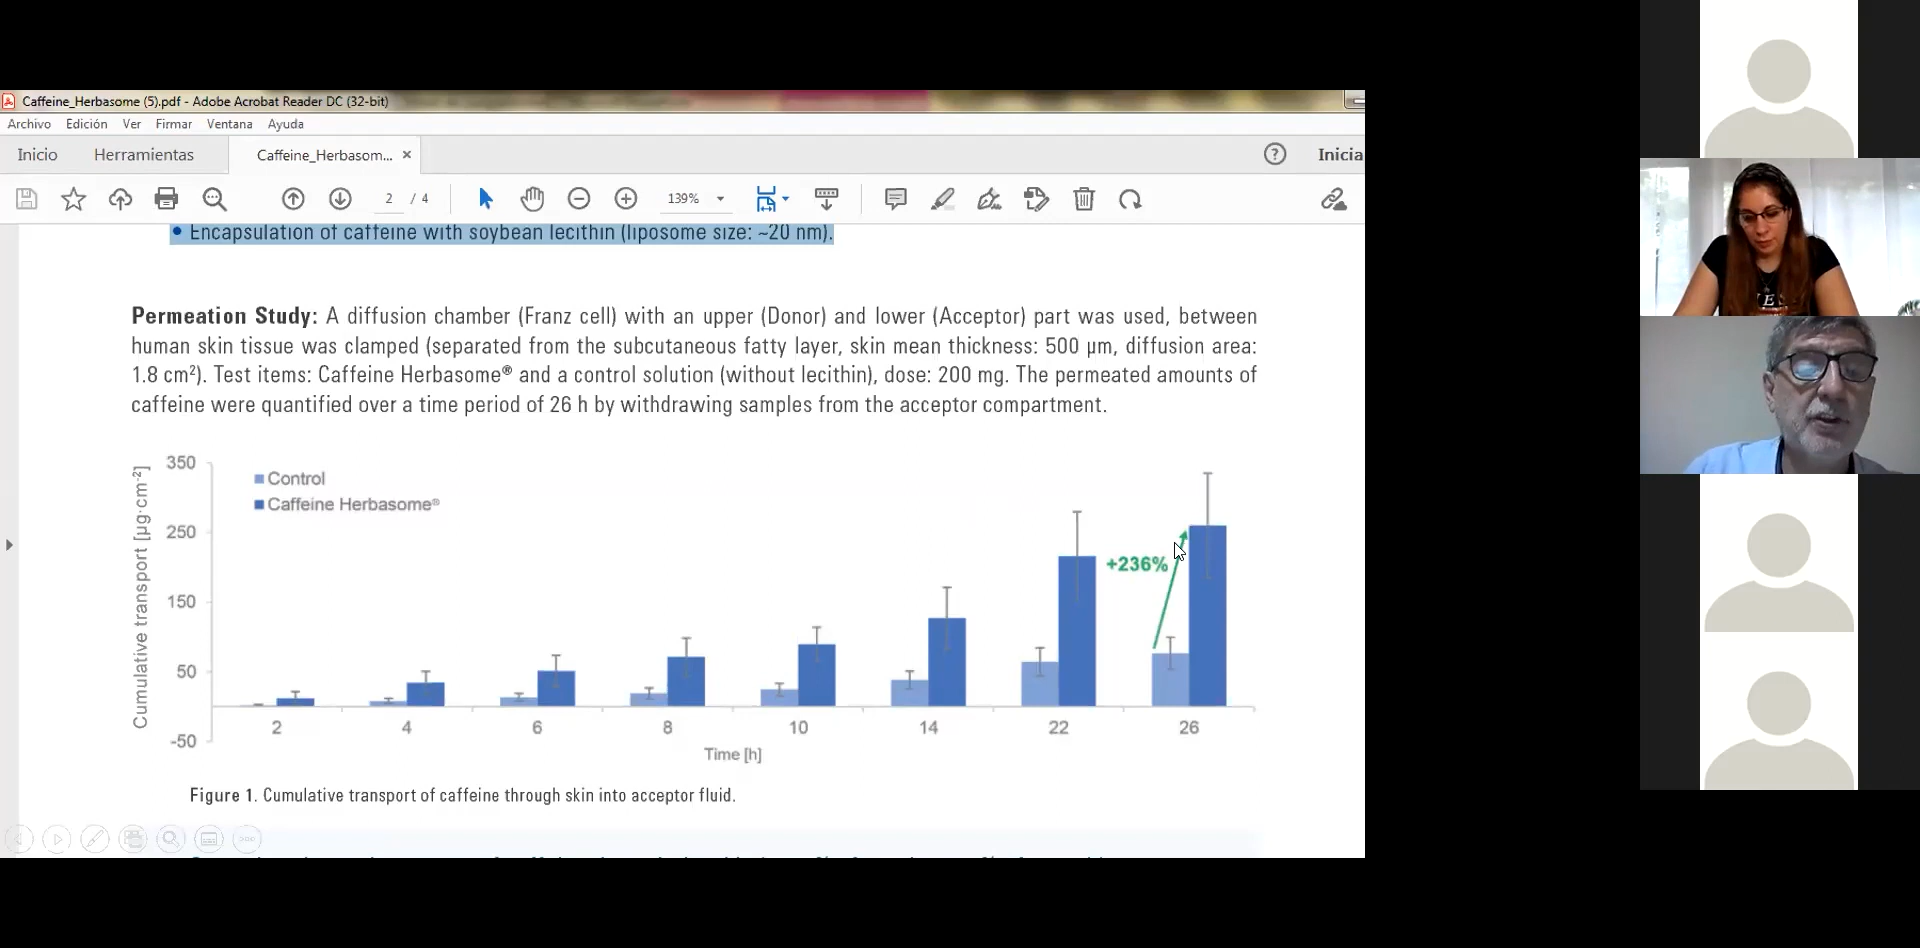 Caffeine_Herbasome (5).pdf - Adobe Acrobat Reader DC (32-bit)
Archivo Edición Ver Firmar Ventana Ayuda
Inicio Herramientas Caffeine_Herbasom... × ? Inicia
2 / 4 139%
• Encapsulation of caffeine with soybean lecithin (liposome size: ~20 nm).
Permeation Study: A diffusion chamber (Franz cell) with an upper (Donor) and lower (Acceptor) part was used, between
human skin tissue was clamped (separated from the subcutaneous fatty layer, skin mean thickness: 500 µm, diffusion area:
1.8 cm²). Test items: Caffeine Herbasome® and a control solution (without lecithin), dose: 200 mg. The permeated amounts of
caffeine were quantified over a time period of 26 h by withdrawing samples from the acceptor compartment.
Cumulative transport [µg·cm⁻²]
350
250
150
50
-50
Control
Caffeine Herbasome®
+236%
2 4 6 8 10 14 22 26
Time [h]
Figure 1. Cumulative transport of caffeine through skin into acceptor fluid.